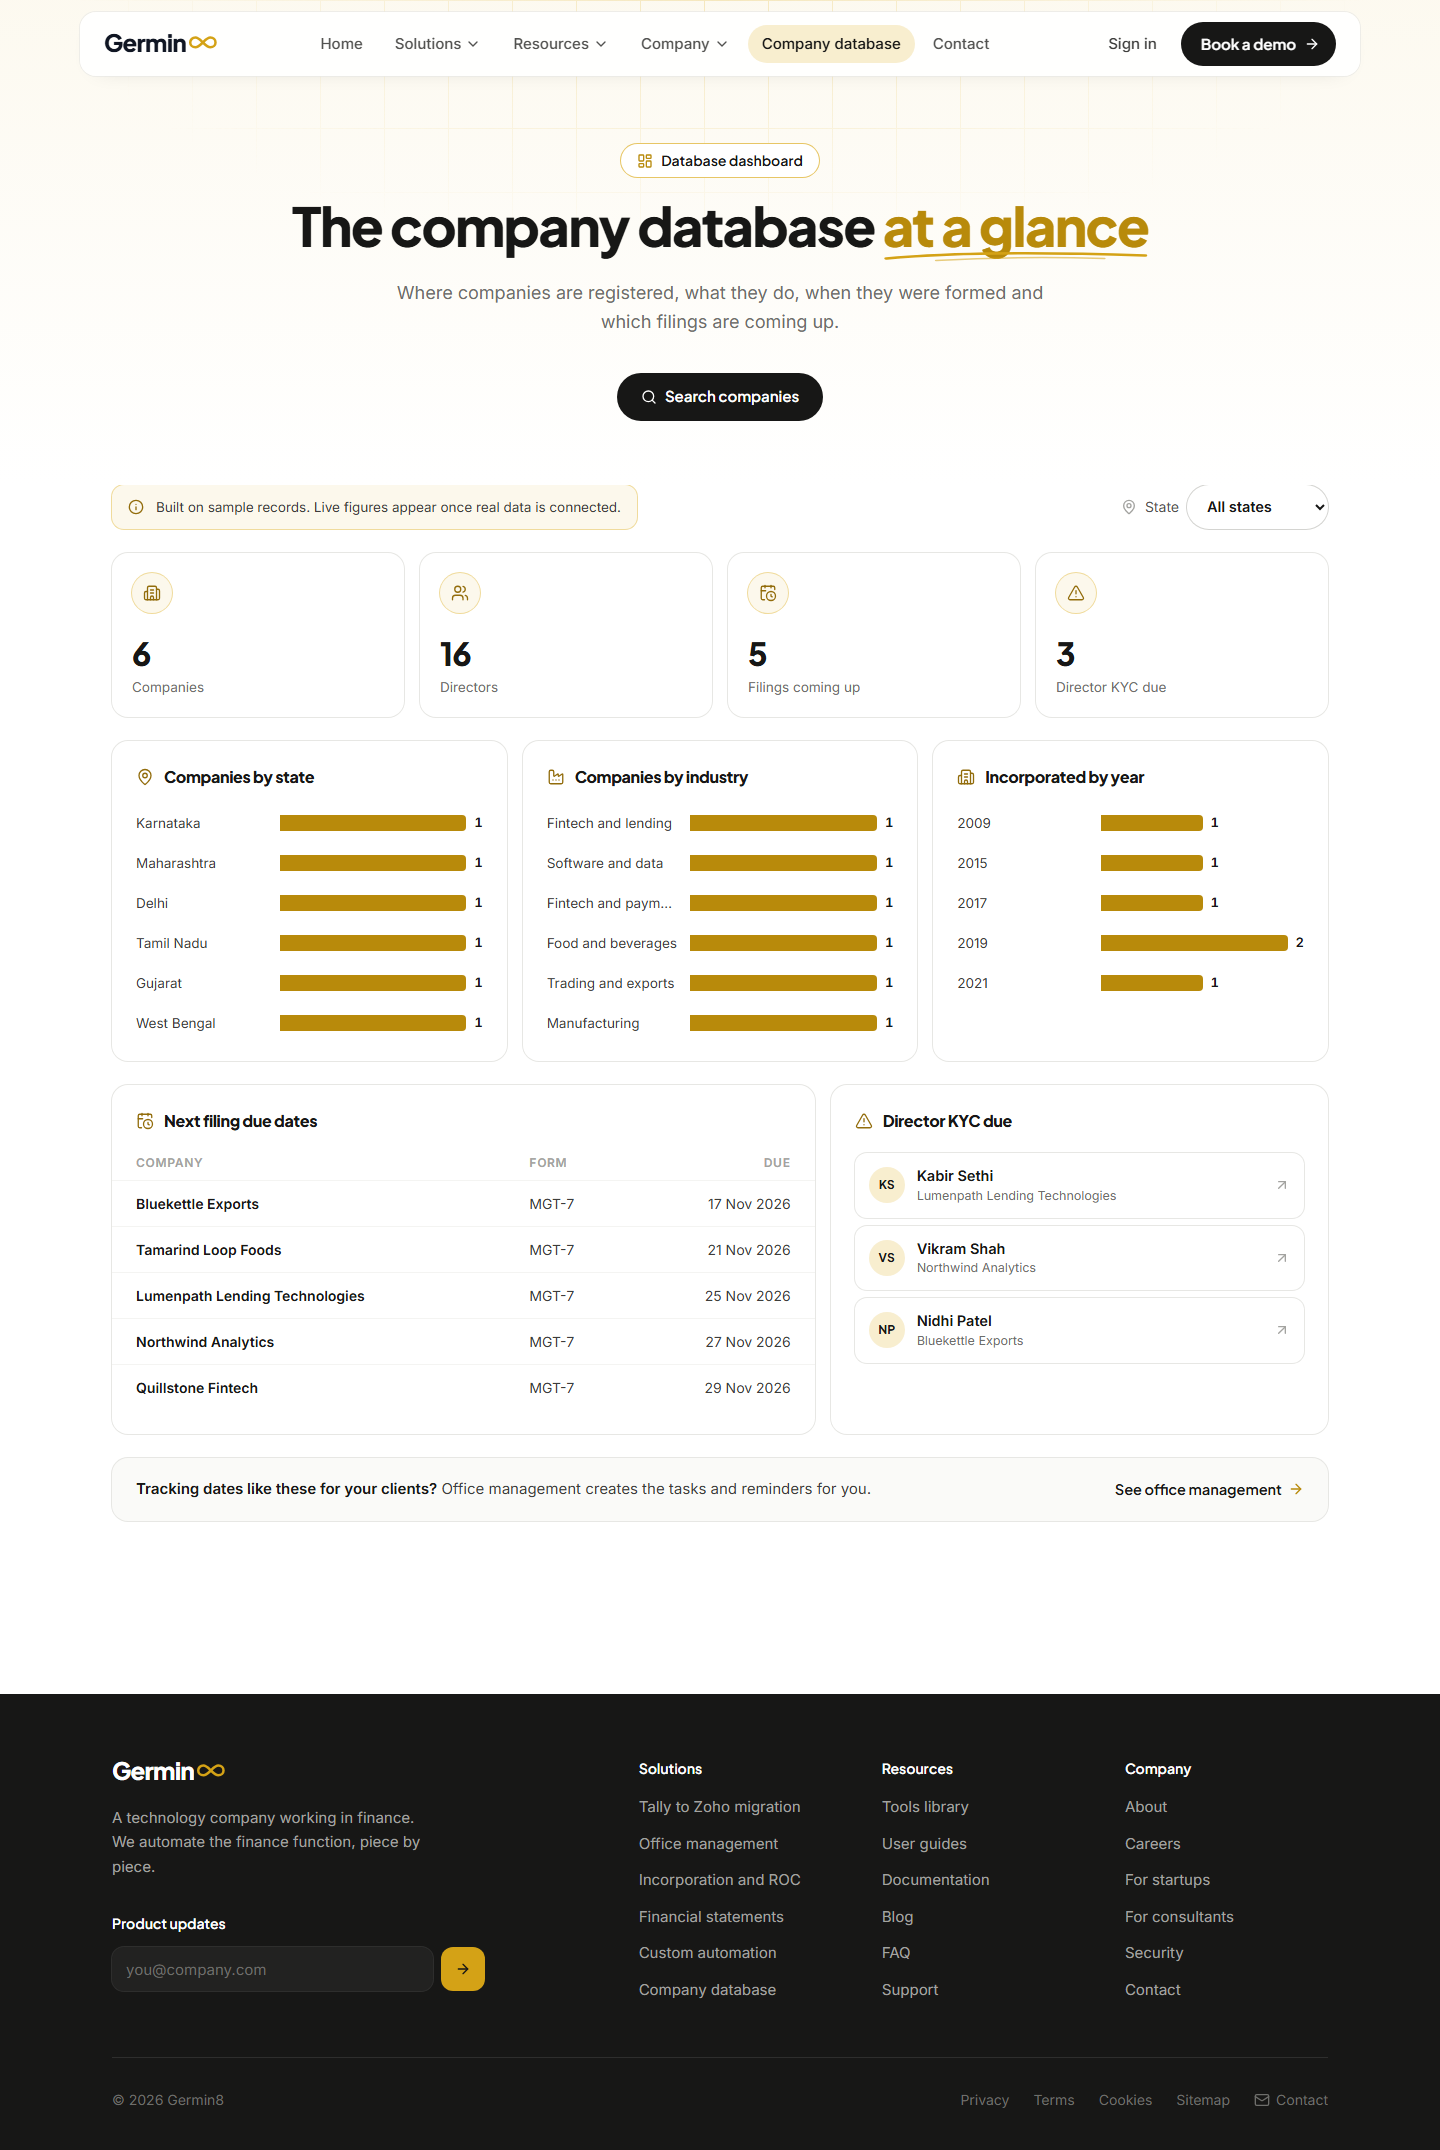 Germin
Home
Solutions
Resources
Company
Company database
Contact
Sign in
Book a demo
Database dashboard
The company database at a glance
Where companies are registered, what they do, when they were formed and
which filings are coming up.
Search companies
Built on sample records. Live figures appear once real data is connected.
State
All states
6
Companies
16
Directors
5
Filings coming up
3
Director KYC due
Companies by state
Karnataka 1
Maharashtra 1
Delhi 1
Tamil Nadu 1
Gujarat 1
West Bengal 1
Companies by industry
Fintech and lending 1
Software and data 1
Fintech and paym... 1
Food and beverages 1
Trading and exports 1
Manufacturing 1
Incorporated by year
2009 1
2015 1
2017 1
2019 2
2021 1
Next filing due dates
COMPANY FORM DUE
Bluekettle Exports MGT-7 17 Nov 2026
Tamarind Loop Foods MGT-7 21 Nov 2026
Lumenpath Lending Technologies MGT-7 25 Nov 2026
Northwind Analytics MGT-7 27 Nov 2026
Quillstone Fintech MGT-7 29 Nov 2026
Director KYC due
KS
Kabir Sethi
Lumenpath Lending Technologies
VS
Vikram Shah
Northwind Analytics
NP
Nidhi Patel
Bluekettle Exports
Tracking dates like these for your clients? Office management creates the tasks and reminders for you.
See office management
Germin
A technology company working in finance.
We automate the finance function, piece by
piece.
Product updates
you@company.com
Solutions
Tally to Zoho migration
Office management
Incorporation and ROC
Financial statements
Custom automation
Company database
Resources
Tools library
User guides
Documentation
Blog
FAQ
Support
Company
About
Careers
For startups
For consultants
Security
Contact
© 2026 Germin8
Privacy
Terms
Cookies
Sitemap
Contact